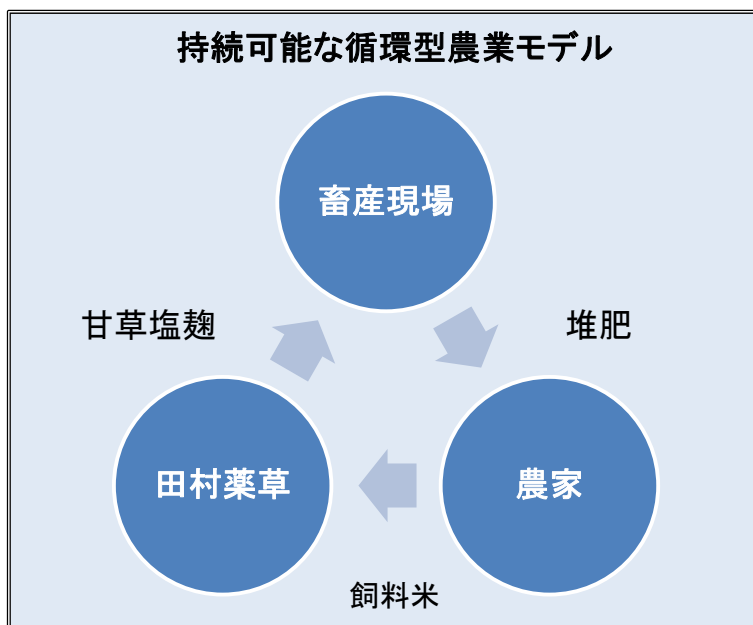 持続可能な循環型農業モデル
畜産現場
甘草塩麹
堆肥
田村薬草
農家
飼料米